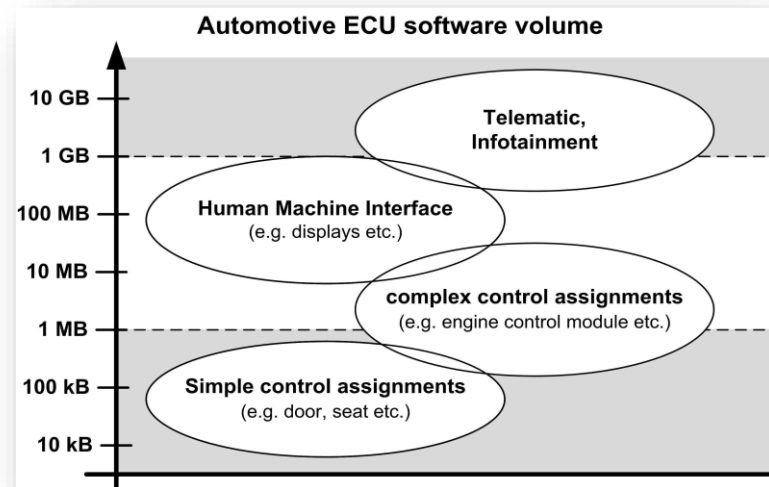 Automotive ECU software volume
10 GB
Telematic,
Infotainment
1 GB
100 MB
Human Machine Interface
(e.g. displays etc.)
10 MB
complex control assignments
(e.g. engine control module etc.)
1 MB
100 kB
Simple control assignments
(e.g. door, seat etc.)
10 kB